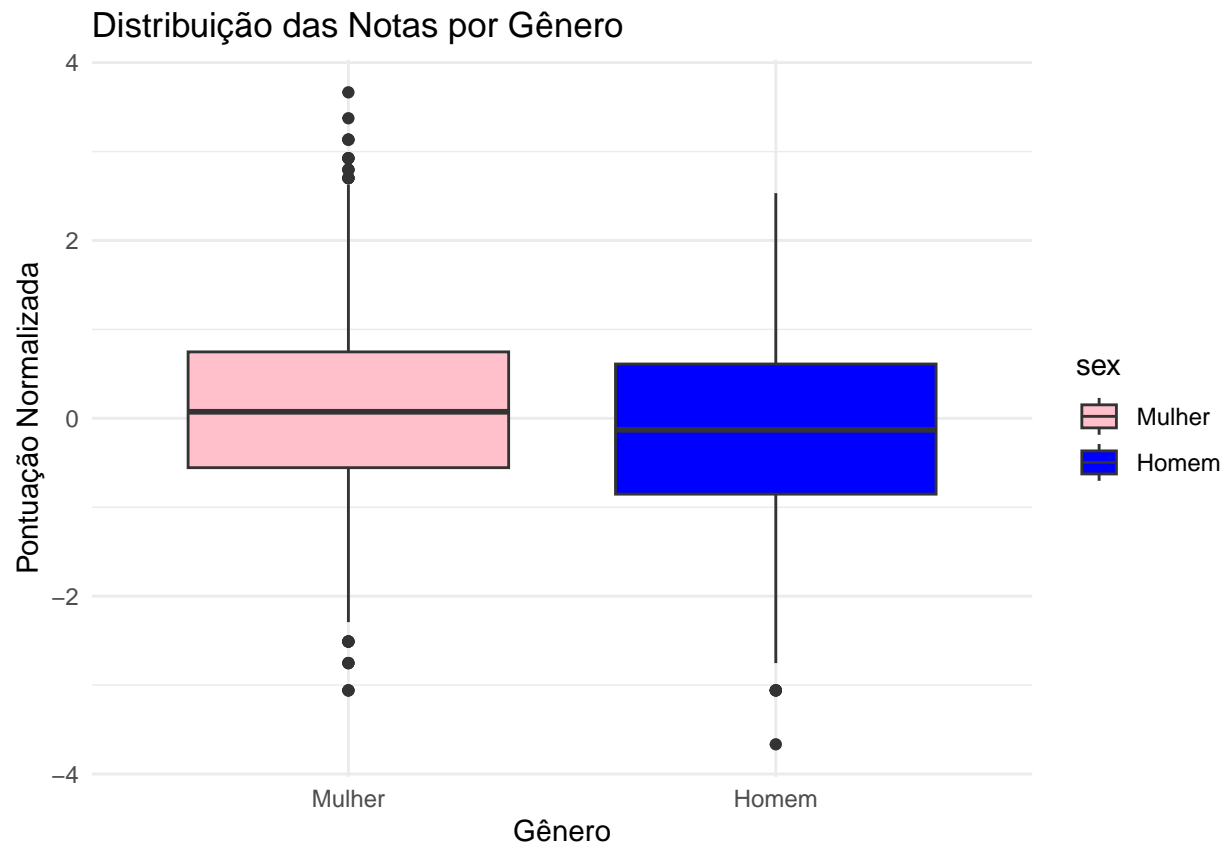 Distribuição das Notas por Gênero
4
2
0
−2
−4
Pontuação Normalizada
Mulher Homem
Gênero
sex
Mulher
Homem